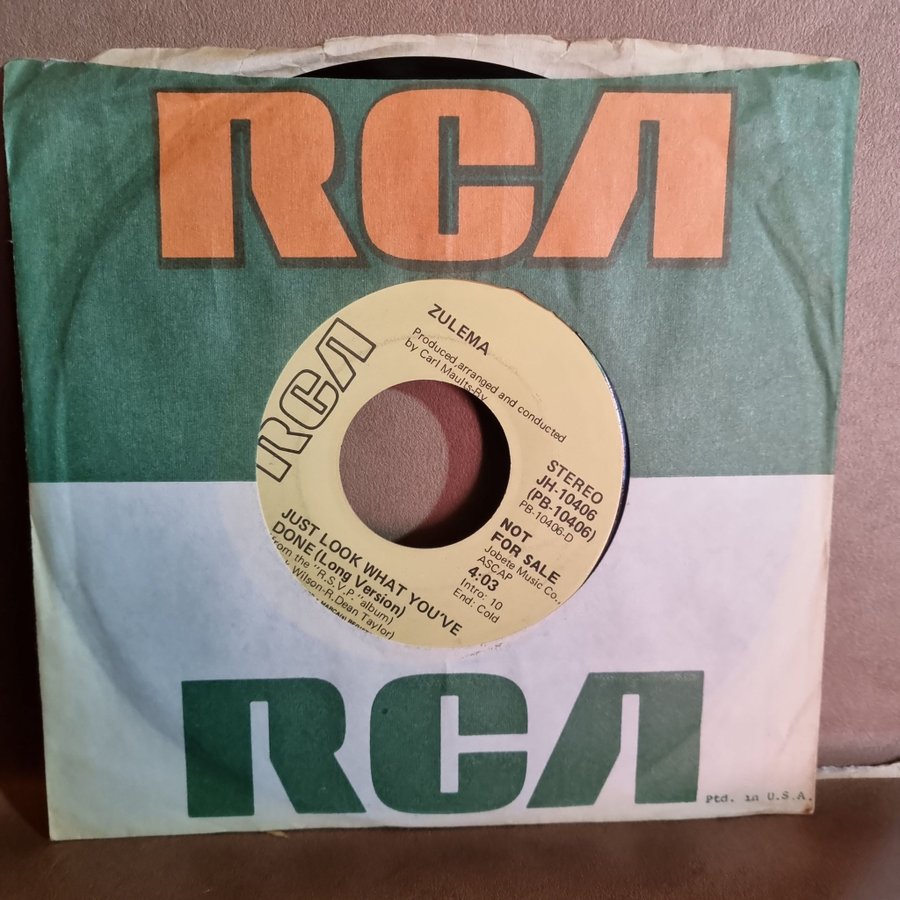 RCA
RCA
ZULEMA
Produced, arranged and conducted
by Carl Maults-By
STEREO
JH-10406
(PB-10406)
PB-10406-D
NOT
FOR SALE
Jobete Music Co.,
ASCAP
4:03
Intro: 10
End: Cold
JUST LOOK WHAT YOU'VE
DONE (Long Version)
from the "R.S.V.P." album)
Wilson-R. Dean Taylor)
RCA
Ptd. in U.S.A.